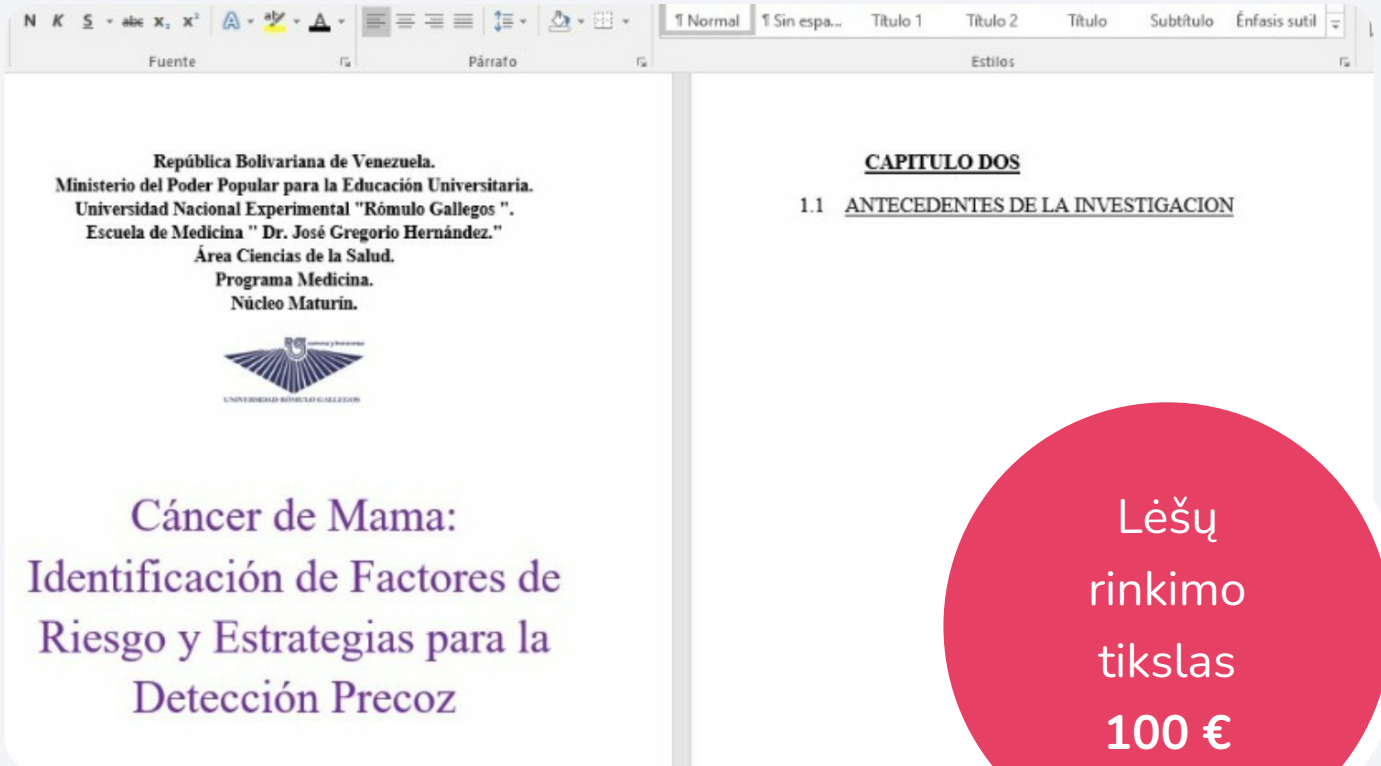 N K S abc x₂ x² A ab A
¶ Normal ¶ Sin espa... Título 1 Título 2 Título Subtítulo Énfasis sutil
Fuente Párrafo Estilos
República Bolivariana de Venezuela.
Ministerio del Poder Popular para la Educación Universitaria.
Universidad Nacional Experimental "Rómulo Gallegos ".
Escuela de Medicina " Dr. José Gregorio Hernández."
Área Ciencias de la Salud.
Programa Medicina.
Núcleo Maturín.
UNIVERSIDAD RÓMULO GALLEGOS
Cáncer de Mama:
Identificación de Factores de
Riesgo y Estrategias para la
Detección Precoz
CAPITULO DOS
1.1 ANTECEDENTES DE LA INVESTIGACION
Lėšų
rinkimo
tikslas
100 €